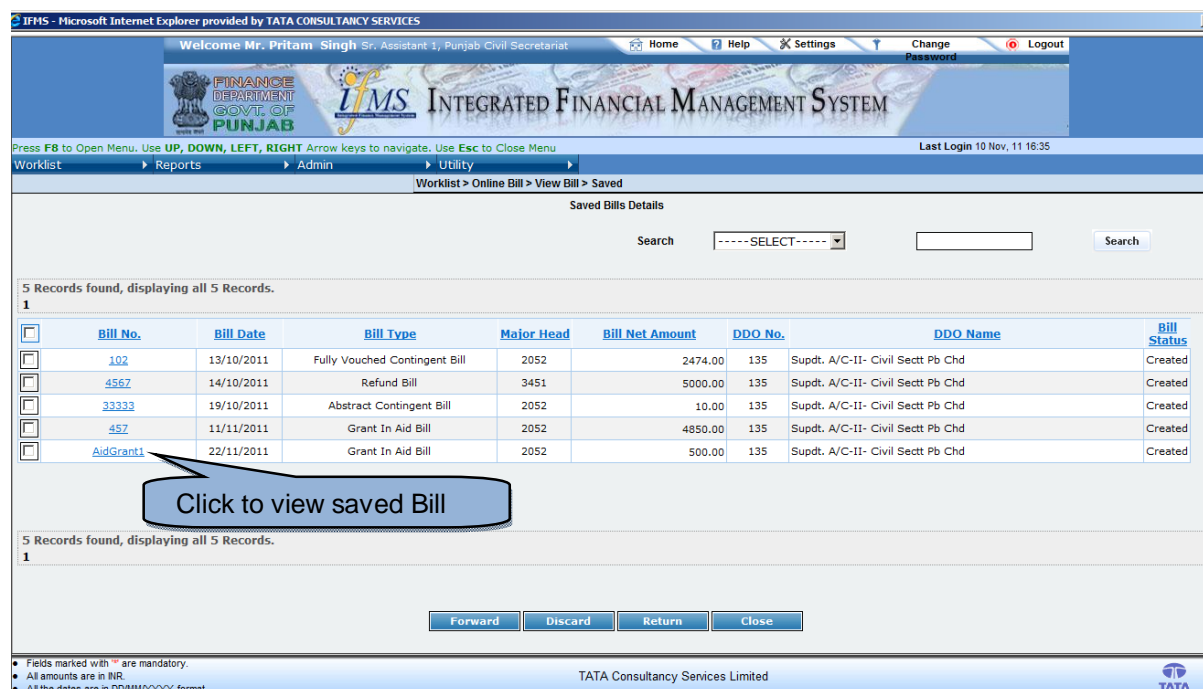 IFMS - Microsoft Internet Explorer provided by TATA CONSULTANCY SERVICES
Welcome Mr. Pritam Singh Sr. Assistant 1, Punjab Civil Secretariat Home Help Settings Change Password Logout
FINANCE
DEPARTMENT
GOVT. OF
PUNJAB
IFMS INTEGRATED FINANCIAL MANAGEMENT SYSTEM
Press F8 to Open Menu. Use UP, DOWN, LEFT, RIGHT Arrow keys to navigate. Use Esc to Close Menu Last Login 10 Nov, 11 16:35
Worklist Reports Admin Utility
Worklist > Online Bill > View Bill > Saved
Saved Bills Details
Search -----SELECT----- Search
5 Records found, displaying all 5 Records.
1
Bill No. Bill Date Bill Type Major Head Bill Net Amount DDO No. DDO Name Bill Status
102 13/10/2011 Fully Vouched Contingent Bill 2052 2474.00 135 Supdt. A/C-II- Civil Sectt Pb Chd Created
4567 14/10/2011 Refund Bill 3451 5000.00 135 Supdt. A/C-II- Civil Sectt Pb Chd Created
33333 19/10/2011 Abstract Contingent Bill 2052 10.00 135 Supdt. A/C-II- Civil Sectt Pb Chd Created
457 11/11/2011 Grant In Aid Bill 2052 4850.00 135 Supdt. A/C-II- Civil Sectt Pb Chd Created
AidGrant1 22/11/2011 Grant In Aid Bill 2052 500.00 135 Supdt. A/C-II- Civil Sectt Pb Chd Created
Click to view saved Bill
5 Records found, displaying all 5 Records.
1
Forward Discard Return Close
Fields marked with '*' are mandatory.
All amounts are in INR.
All the dates are in DD/MM/YYYY format
TATA Consultancy Services Limited
TATA